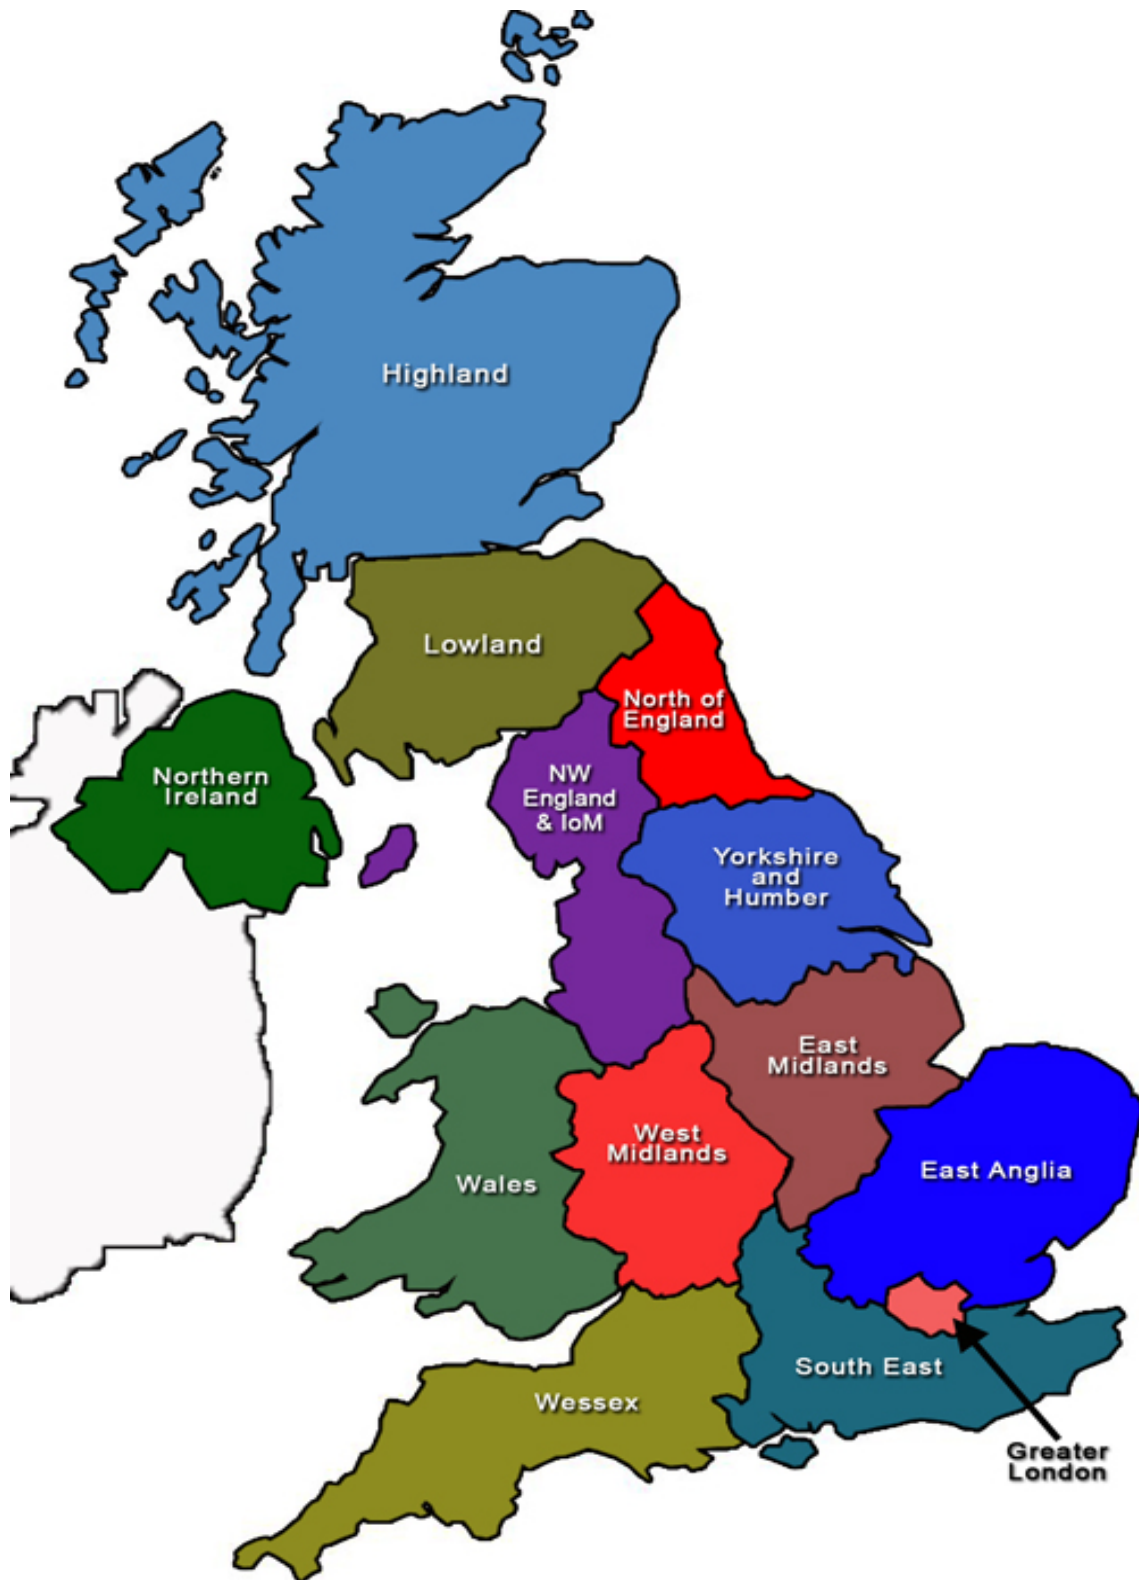 Highland
Lowland
North of
England
Northern
Ireland
NW
England
& IoM
Yorkshire
and
Humber
East
Midlands
West
Midlands
East Anglia
Wales
South East
Wessex
Greater
London